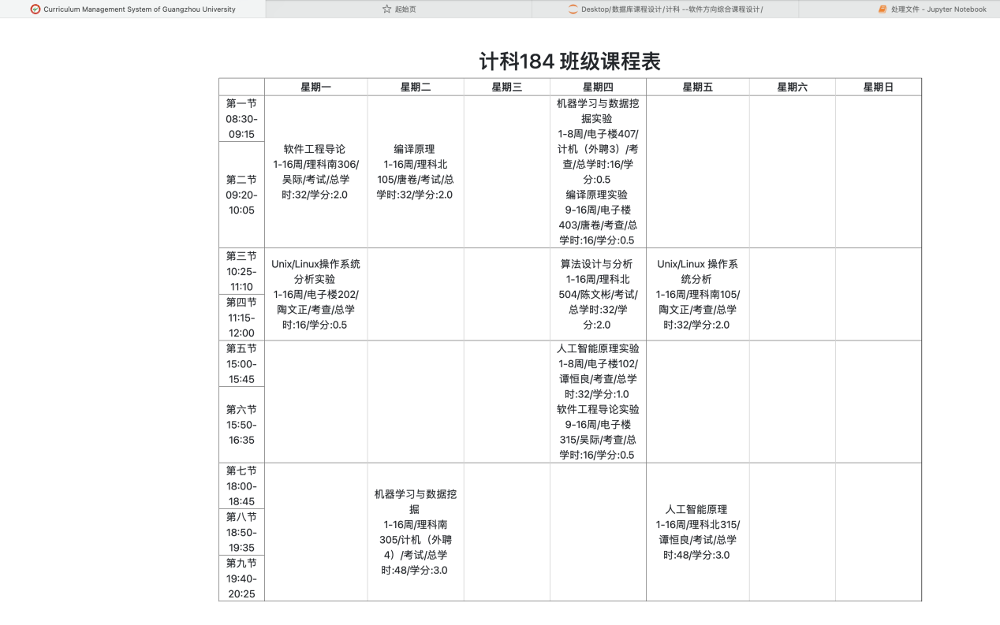 Curriculum Management System of Guangzhou University
起始页
Desktop/数据库课程设计/计科 --软件方向综合课程设计/
处理文件 - Jupyter Notebook
计科184 班级课程表
星期一
星期二
星期三
星期四
星期五
星期六
星期日
第一节
08:30-
09:15
第二节
09:20-
10:05
软件工程导论
1-16周/理科南306/
吴际/考试/总学
时:32/学分:2.0
编译原理
1-16周/理科北
105/唐卷/考试/总
学时:32/学分:2.0
机器学习与数据挖
掘实验
1-8周/电子楼407/
计机（外聘3）/考
查/总学时:16/学
分:0.5
编译原理实验
9-16周/电子楼
403/唐卷/考查/总
学时:16/学分:0.5
第三节
10:25-
11:10
第四节
11:15-
12:00
Unix/Linux操作系统
分析实验
1-16周/电子楼202/
陶文正/考查/总学
时:16/学分:0.5
算法设计与分析
1-16周/理科北
504/陈文彬/考试/
总学时:32/学
分:2.0
Unix/Linux 操作系
统分析
1-16周/理科南105/
陶文正/考查/总学
时:32/学分:2.0
第五节
15:00-
15:45
第六节
15:50-
16:35
人工智能原理实验
1-8周/电子楼102/
谭恒良/考查/总学
时:32/学分:1.0
软件工程导论实验
9-16周/电子楼
315/吴际/考查/总
学时:16/学分:0.5
第七节
18:00-
18:45
第八节
18:50-
19:35
第九节
19:40-
20:25
机器学习与数据挖
掘
1-16周/理科南
305/计机（外聘
4）/考试/总学
时:48/学分:3.0
人工智能原理
1-16周/理科北315/
谭恒良/考试/总学
时:48/学分:3.0